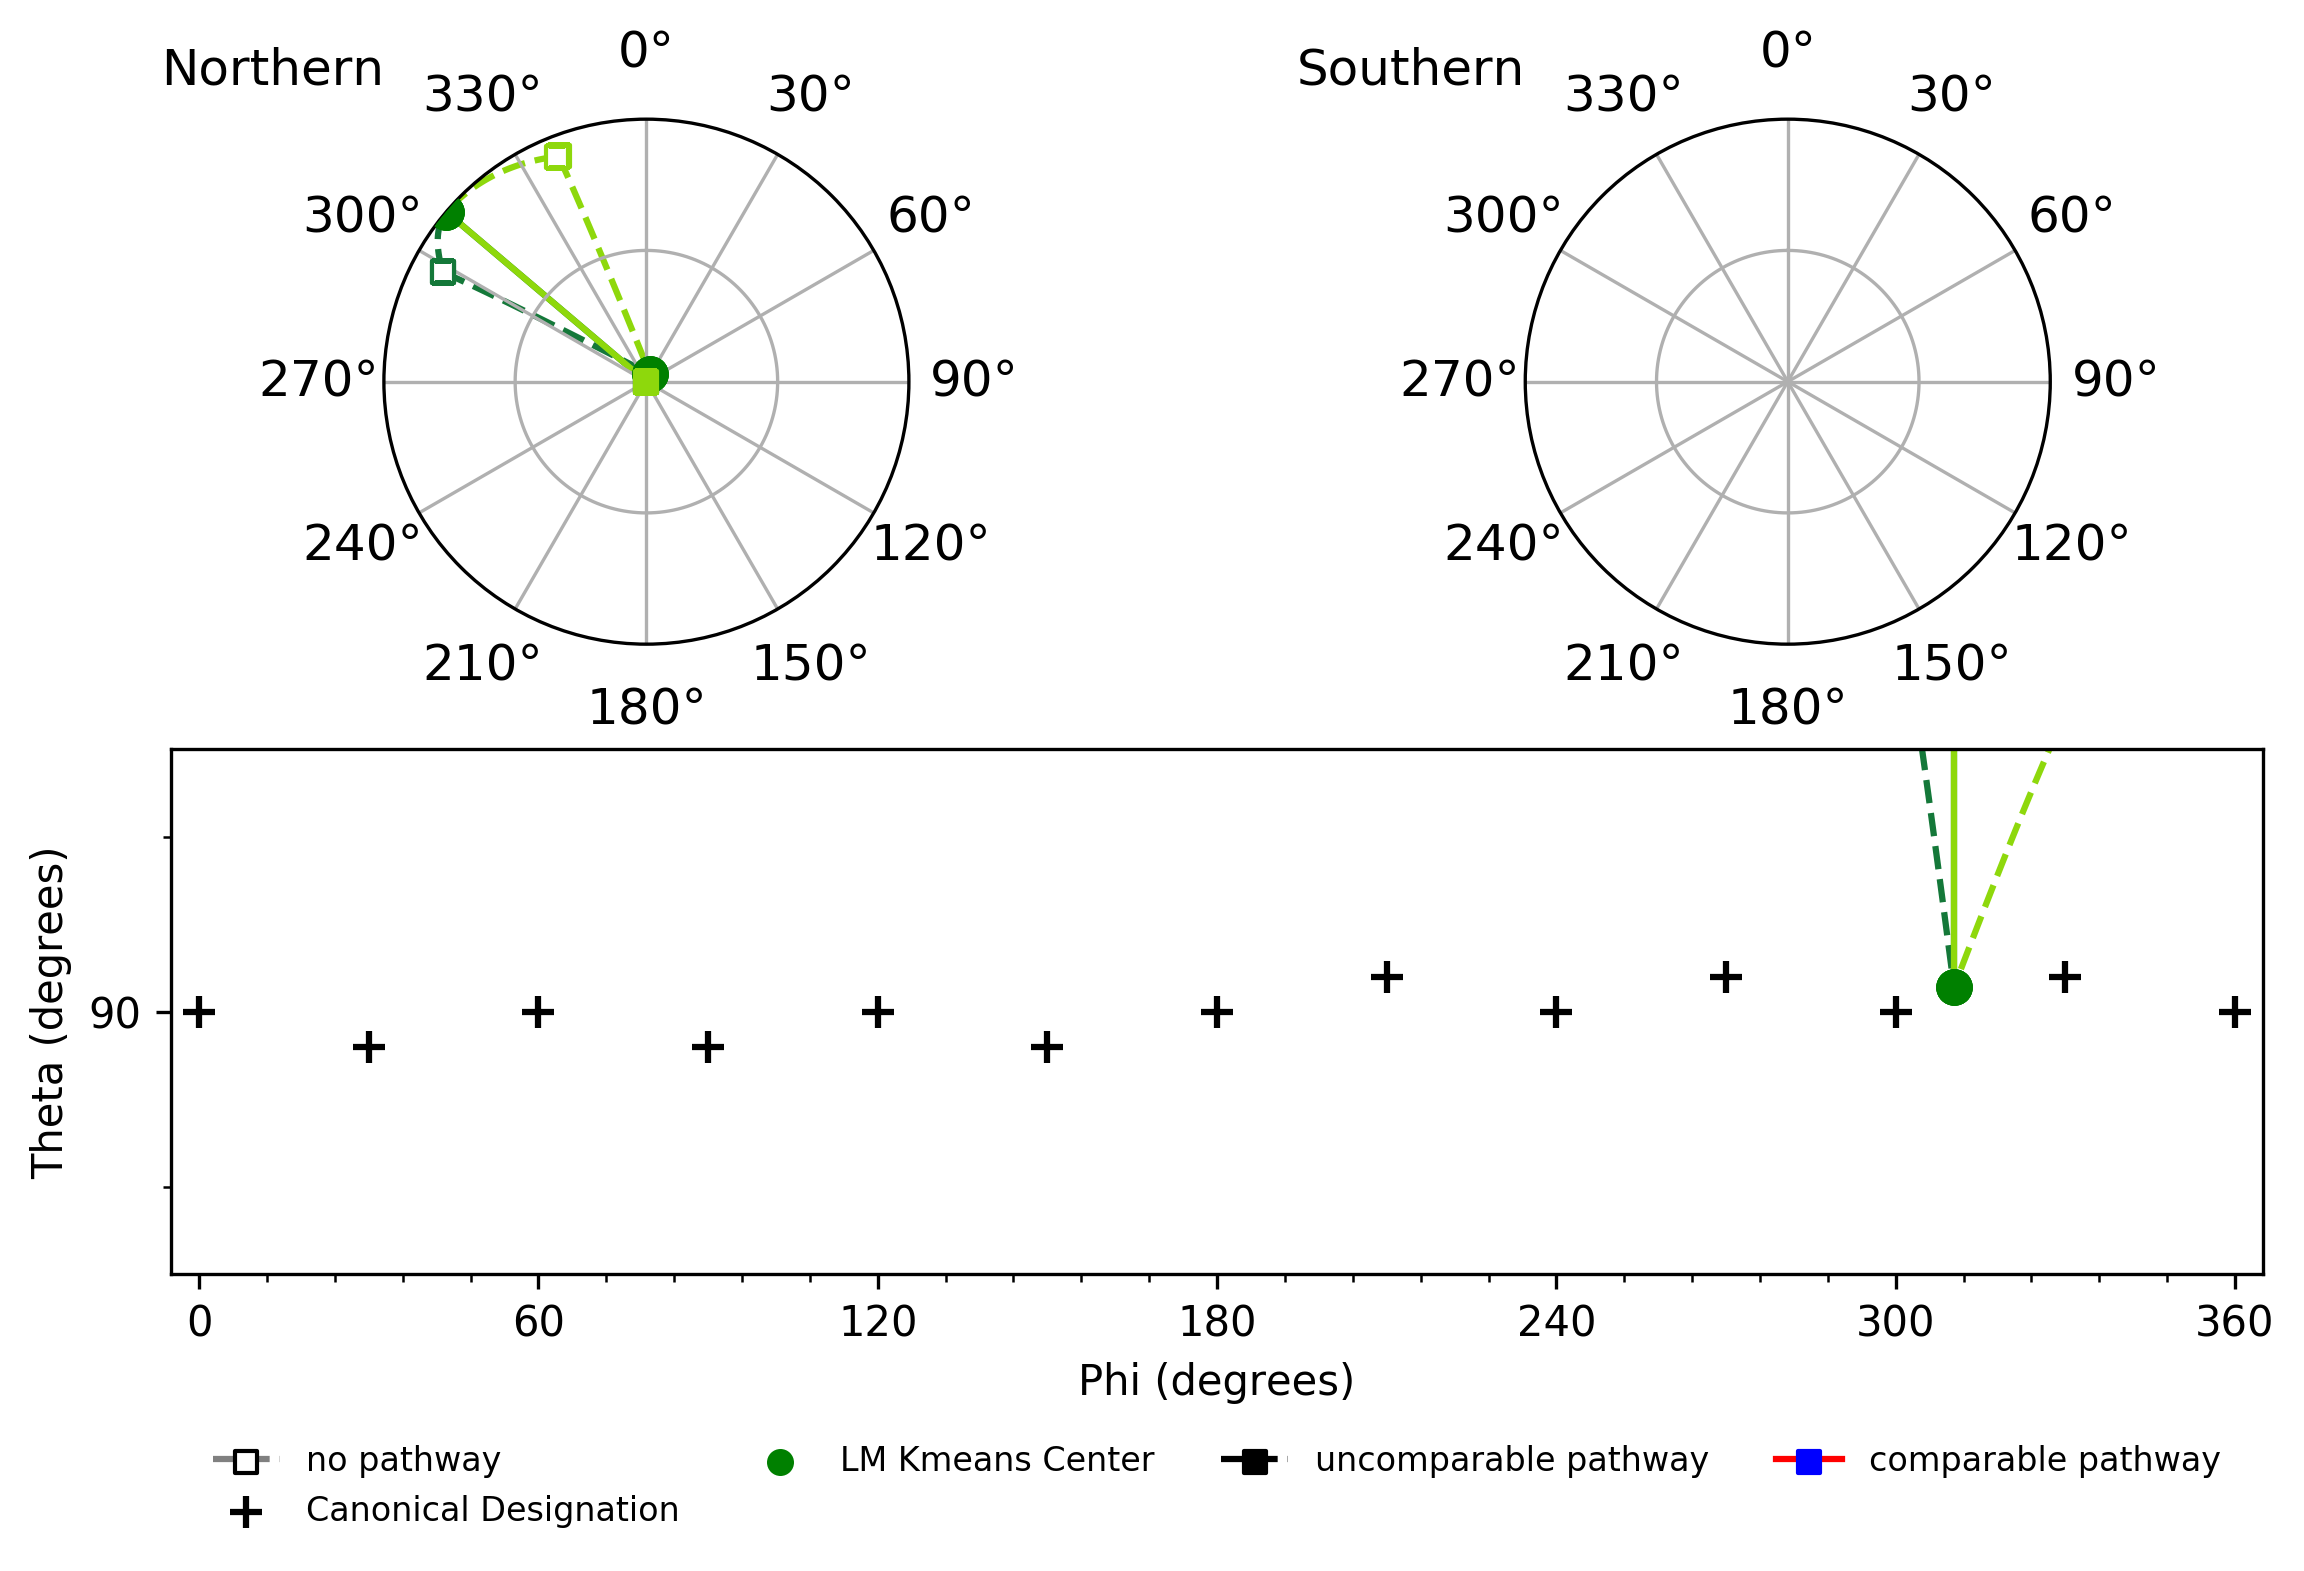 Northern
0°
30°
60°
90°
120°
150°
180°
210°
240°
270°
300°
330°
Southern
0°
30°
60°
90°
120°
150°
180°
210°
240°
270°
300°
330°
Theta (degrees)
90
0 60 120 180 240 300 360
Phi (degrees)
no pathway
Canonical Designation
LM Kmeans Center
uncomparable pathway
comparable pathway